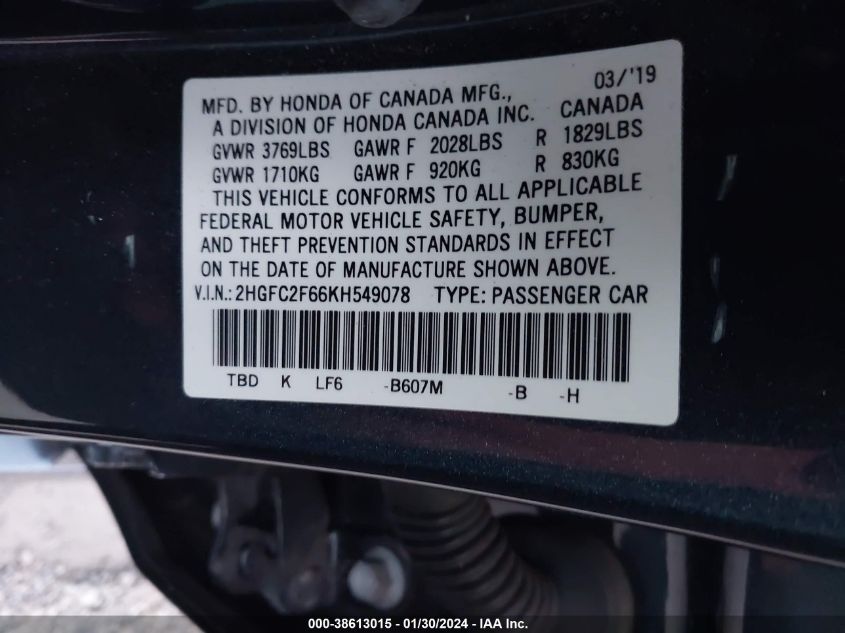 03/'19
MFD. BY HONDA OF CANADA MFG.,
A DIVISION OF HONDA CANADA INC. CANADA
GVWR 3769LBS GAWR F 2028LBS R 1829LBS
GVWR 1710KG GAWR F 920KG R 830KG
THIS VEHICLE CONFORMS TO ALL APPLICABLE
FEDERAL MOTOR VEHICLE SAFETY, BUMPER,
AND THEFT PREVENTION STANDARDS IN EFFECT
ON THE DATE OF MANUFACTURE SHOWN ABOVE.
V.I.N.: 2HGFC2F66KH549078 TYPE: PASSENGER CAR
TBD K LF6 -B607M -B -H
000-38613015 - 01/30/2024 - IAA Inc.